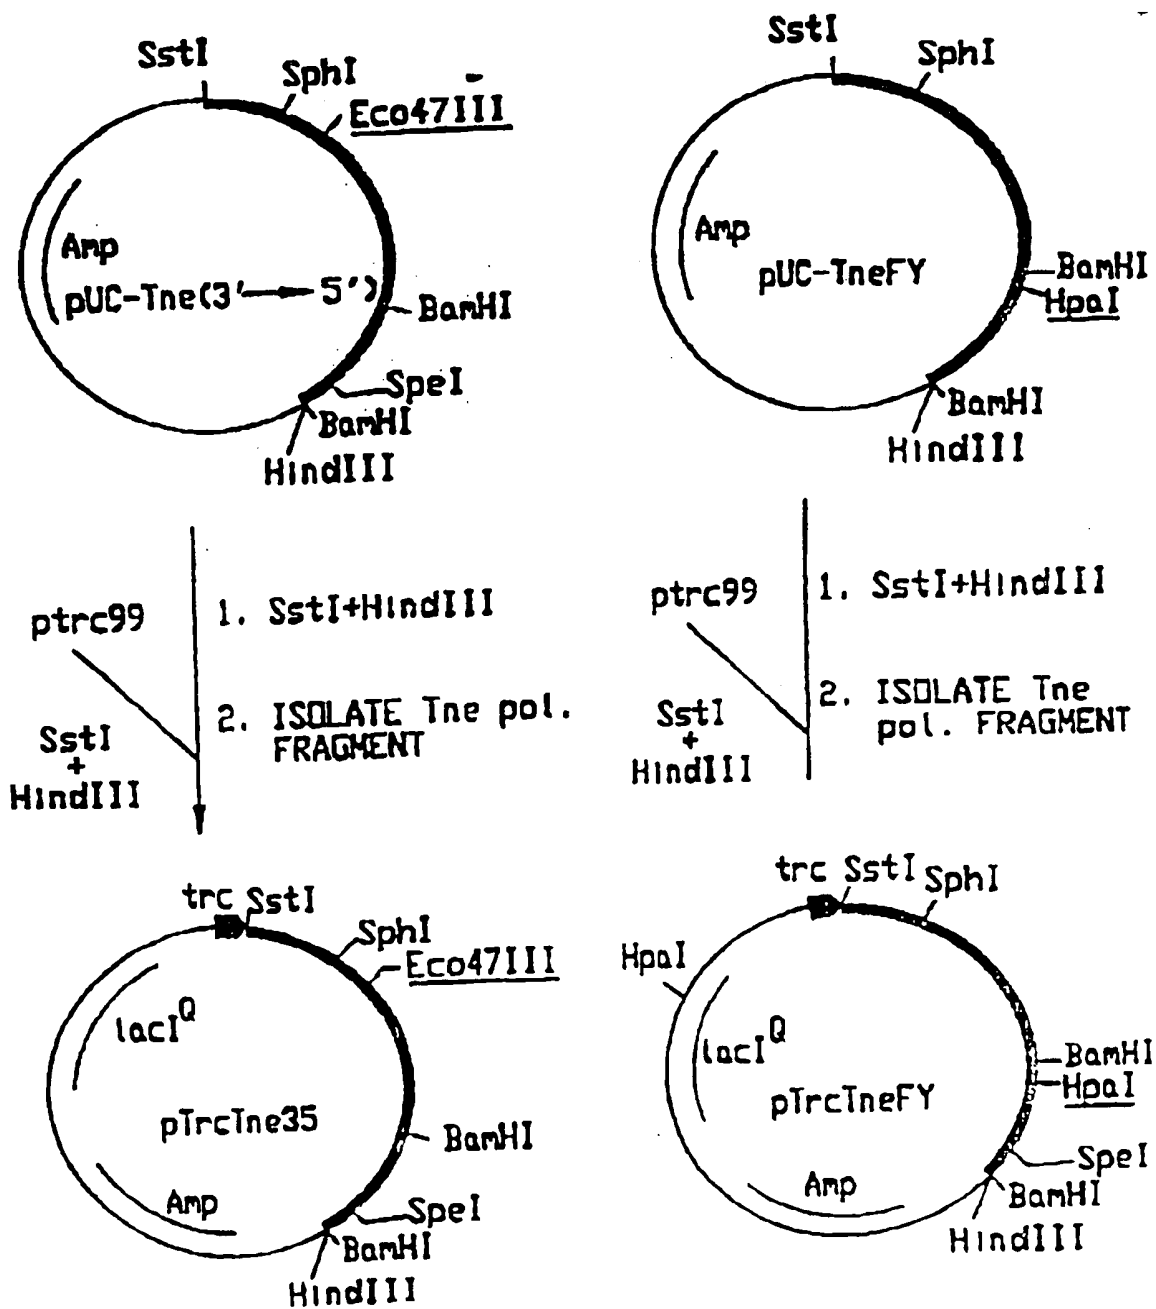 SstI
SphI
Eco47III
Amp
pUC-Tne(3' 5')
BamHI
SpeI
BamHI
HindIII
ptrc99
SstI
+
HindIII
1. SstI+HindIII
2. ISOLATE Tne pol.
FRAGMENT
trc SstI
SphI
Eco47III
lacI^Q
pTrcTne35
BamHI
Amp
SpeI
BamHI
HindIII
SstI
SphI
Amp
pUC-TneFY
BamHI
HpaI
BamHI
HindIII
ptrc99
SstI
+
HindIII
1. SstI+HindIII
2. ISOLATE Tne
pol. FRAGMENT
trc SstI SphI
HpaI
lacI^Q
pTrcTneFY
BamHI
HpaI
SpeI
Amp
BamHI
HindIII